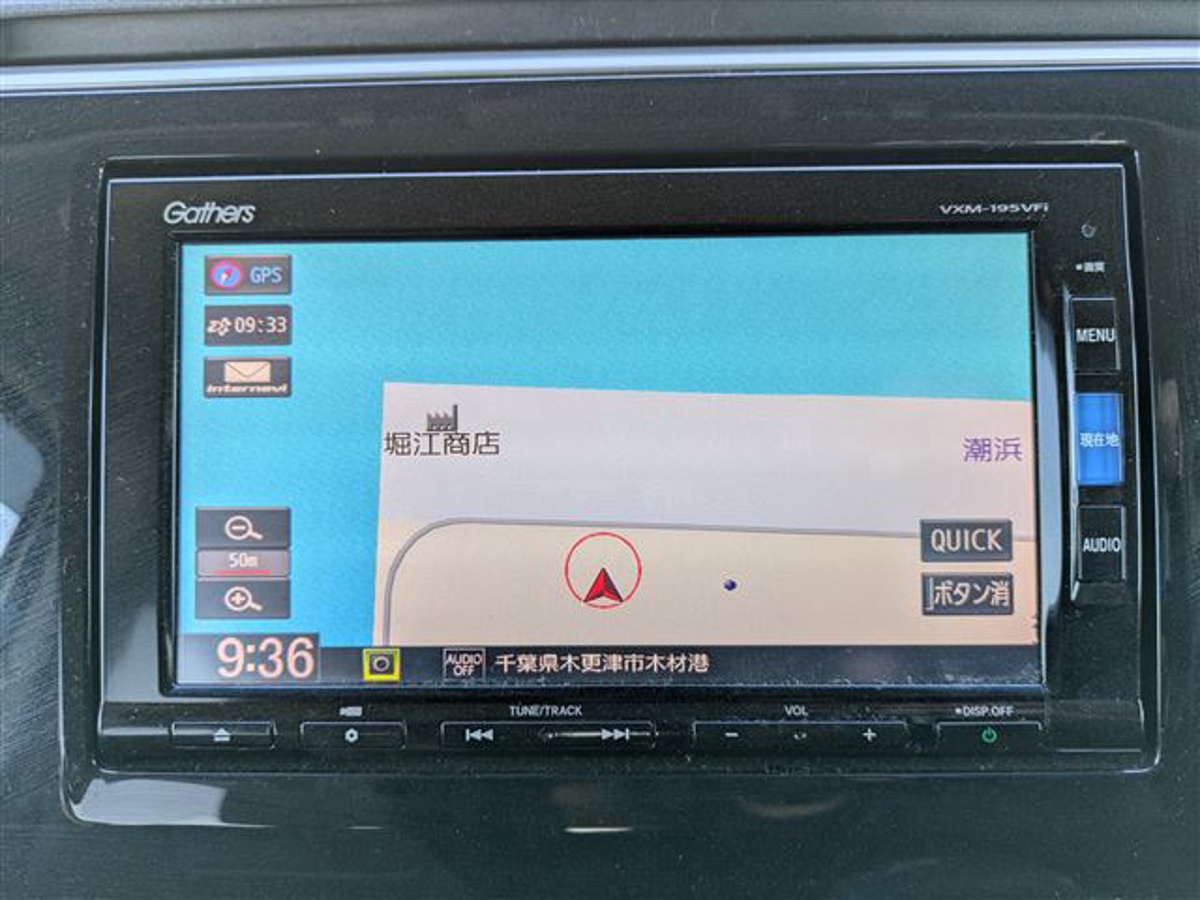 Gathers
VXM-195VFi
GPS
09:33
internavi
堀江商店
潮浜
50m
QUICK
ボタン消
9:36
AUDIO OFF
千葉県木更津市木材港
MENU
現在地
AUDIO
TUNE/TRACK
VOL
DISP.OFF